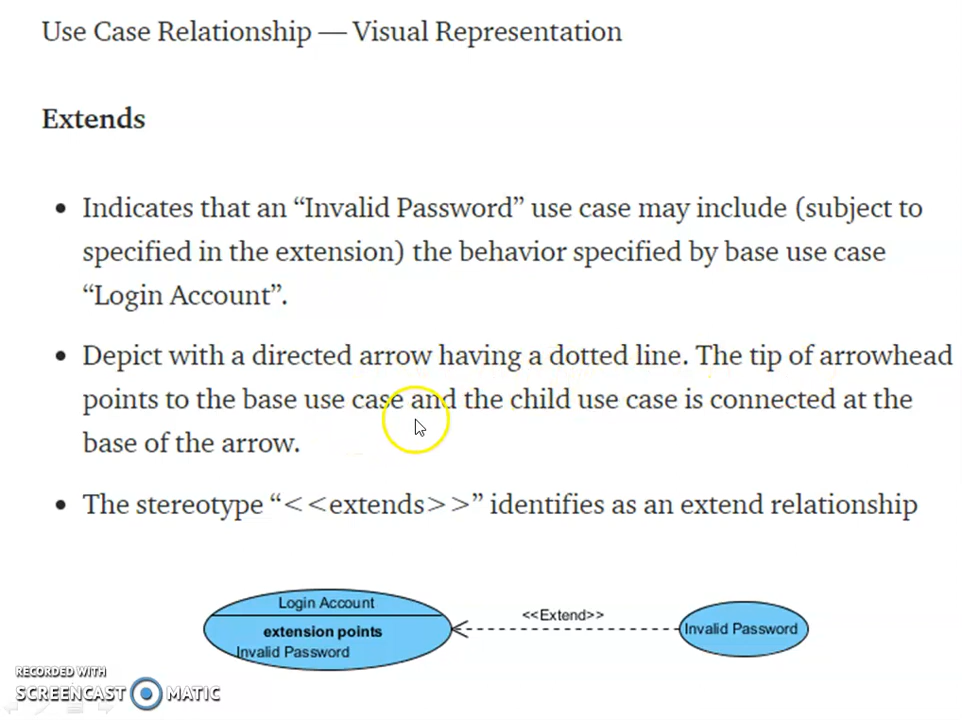 Use Case Relationship — Visual Representation
Extends
• Indicates that an “Invalid Password” use case may include (subject to
specified in the extension) the behavior specified by base use case
“Login Account”.
• Depict with a directed arrow having a dotted line. The tip of arrowhead
points to the base use case and the child use case is connected at the
base of the arrow.
• The stereotype “<<extends>>” identifies as an extend relationship
Login Account
extension points
Invalid Password
<<Extend>>
Invalid Password
RECORDED WITH
SCREENCAST MATIC